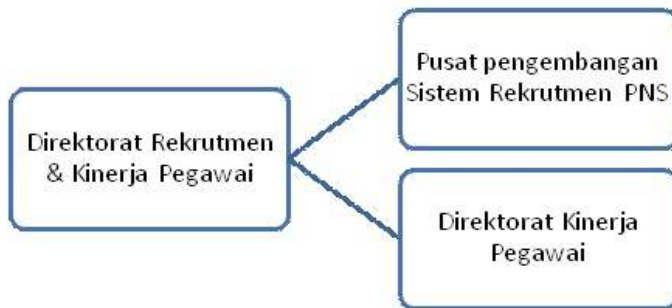 Direktorat Rekrutmen
& Kinerja Pegawai
Pusat pengembangan
Sistem Rekrutmen PNS
Direktorat Kinerja
Pegawai